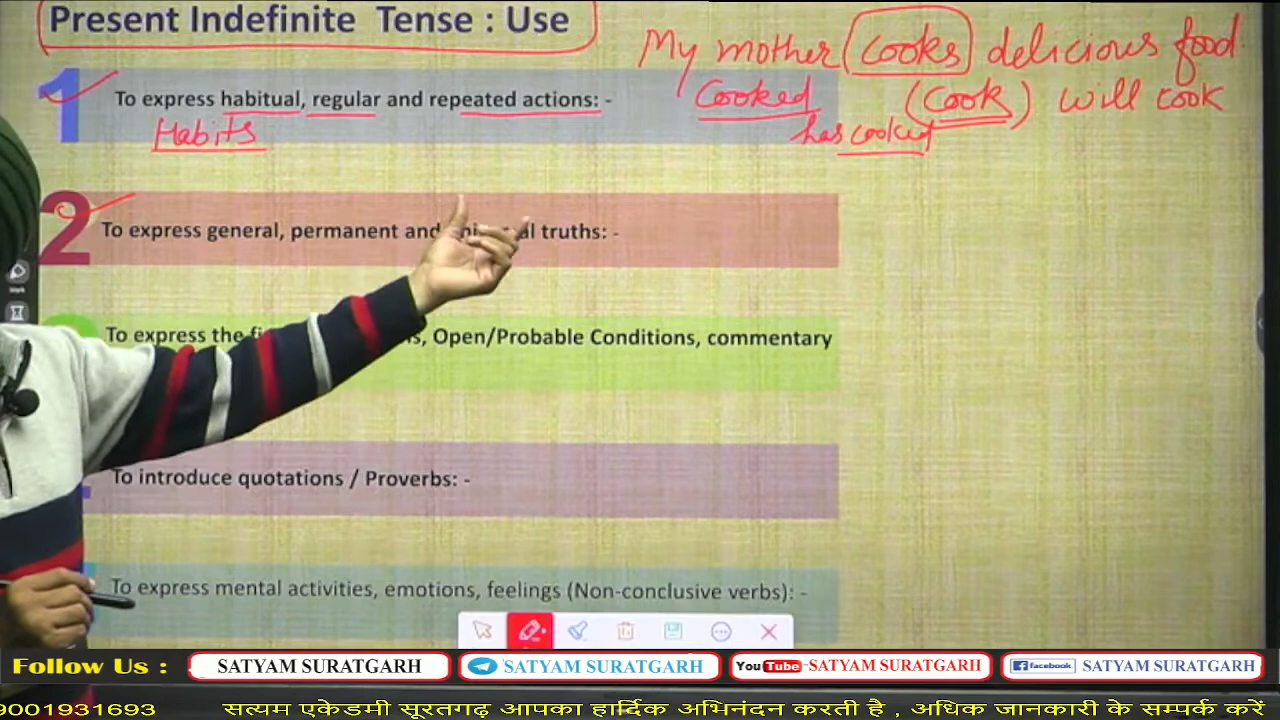 Present Indefinite Tense : Use
My mother cooks delicious food.
1 To express habitual, regular and repeated actions: -
Cooked (Cook) will cook
Habits
has cooked
2 To express general, permanent and truths: -
To express the Open/Probable Conditions, commentary
To introduce quotations / Proverbs: -
To express mental activities, emotions, feelings (Non-conclusive verbs): -
Follow Us : SATYAM SURATGARH SATYAM SURATGARH You Tube -SATYAM SURATGARH facebook SATYAM SURATGARH
9001931693 सत्यम एकेडमी सूरतगढ़ आपका हार्दिक अभिनंदन करती है , अधिक जानकारी के सम्पर्क करें